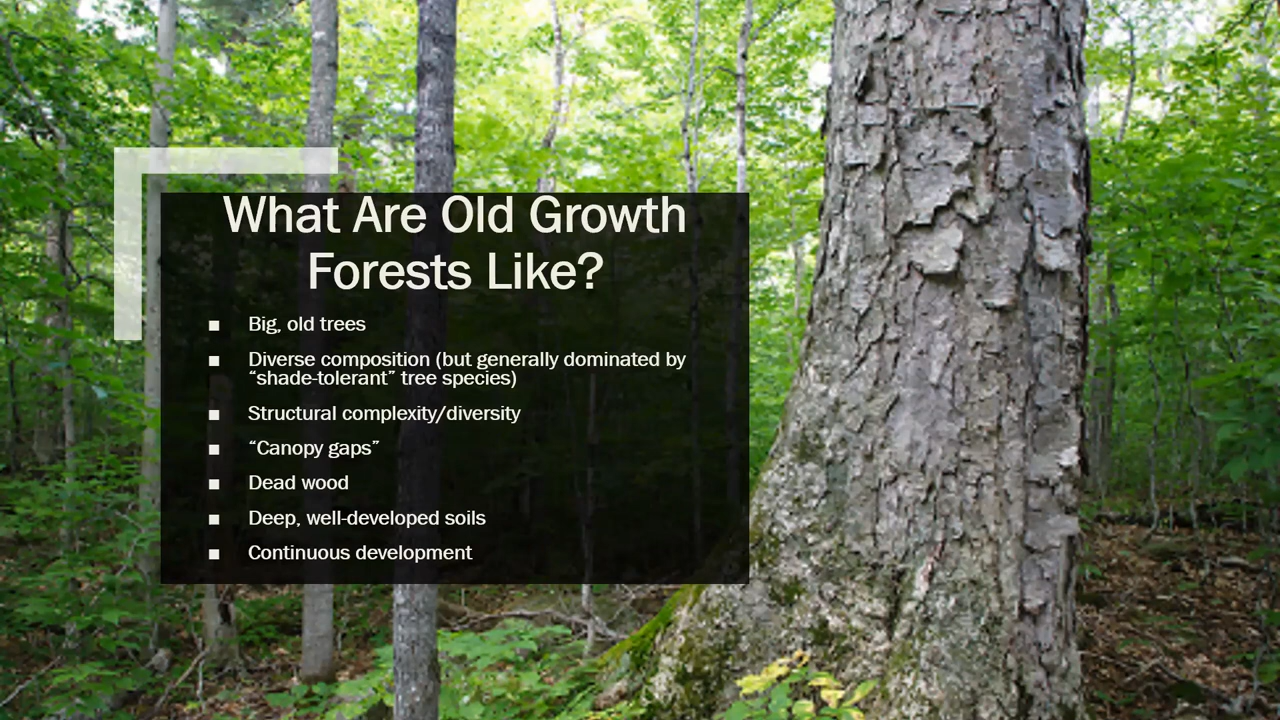 What Are Old Growth
Forests Like?
■ Big, old trees
■ Diverse composition (but generally dominated by
“shade-tolerant” tree species)
■ Structural complexity/diversity
■ “Canopy gaps”
■ Dead wood
■ Deep, well-developed soils
■ Continuous development